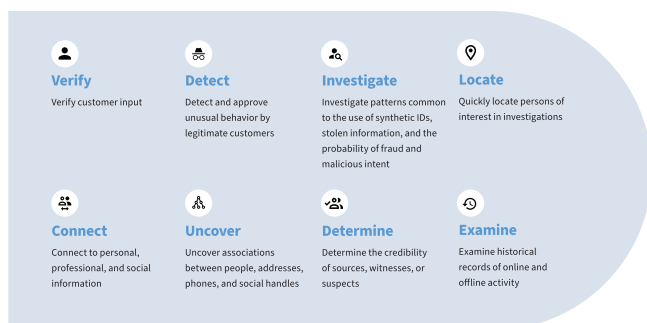 Verify
Verify customer input
Detect
Detect and approve
unusual behavior by
legitimate customers
Investigate
Investigate patterns common
to the use of synthetic IDs,
stolen information, and the
probability of fraud and
malicious intent
Locate
Quickly locate persons of
interest in investigations
Connect
Connect to personal,
professional, and social
information
Uncover
Uncover associations
between people, addresses,
phones, and social handles
Determine
Determine the credibility
of sources, witnesses, or
suspects
Examine
Examine historical
records of online and
offline activity